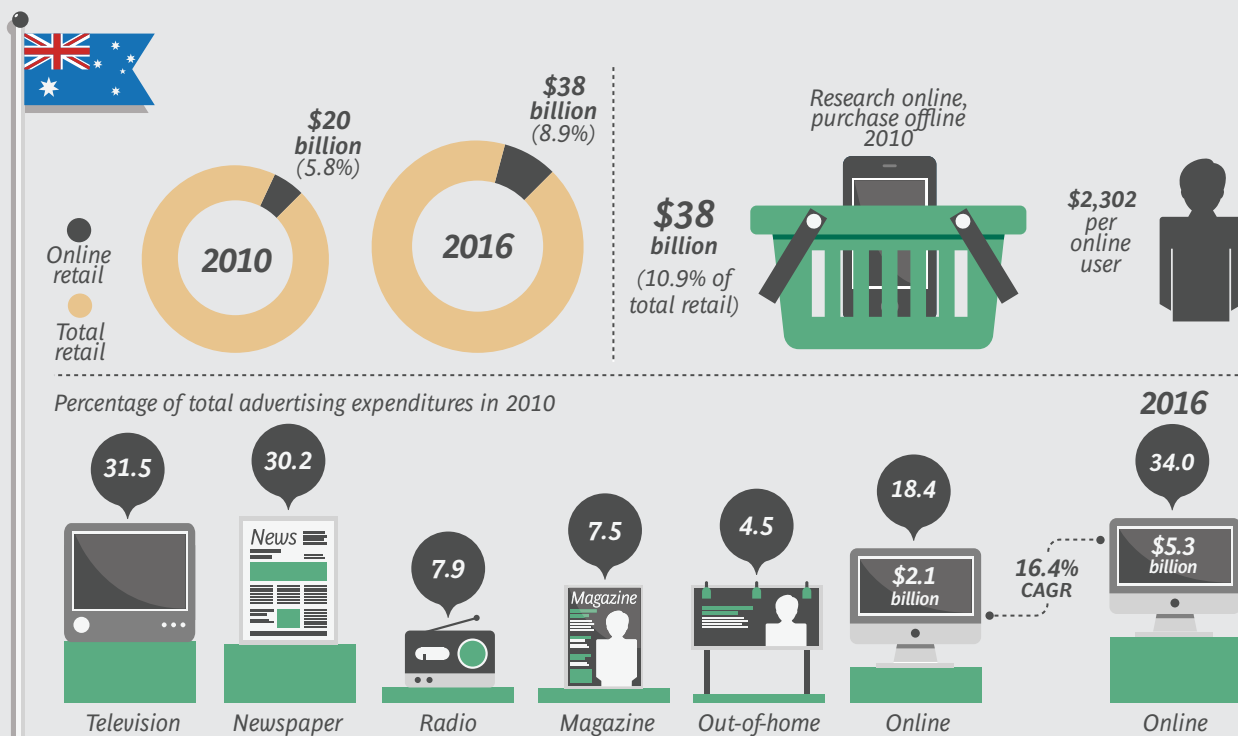 $20
billion
(5.8%)
$38
billion
(8.9%)
Online
retail
Total
retail
2010
2016
Research online,
purchase offline
2010
$38
billion
(10.9% of
total retail)
$2,302
per
online
user
Percentage of total advertising expenditures in 2010
2016
31.5
30.2
7.9
7.5
4.5
18.4
34.0
News
Magazine
$2.1
billion
16.4%
CAGR
$5.3
billion
Television
Newspaper
Radio
Magazine
Out-of-home
Online
Online